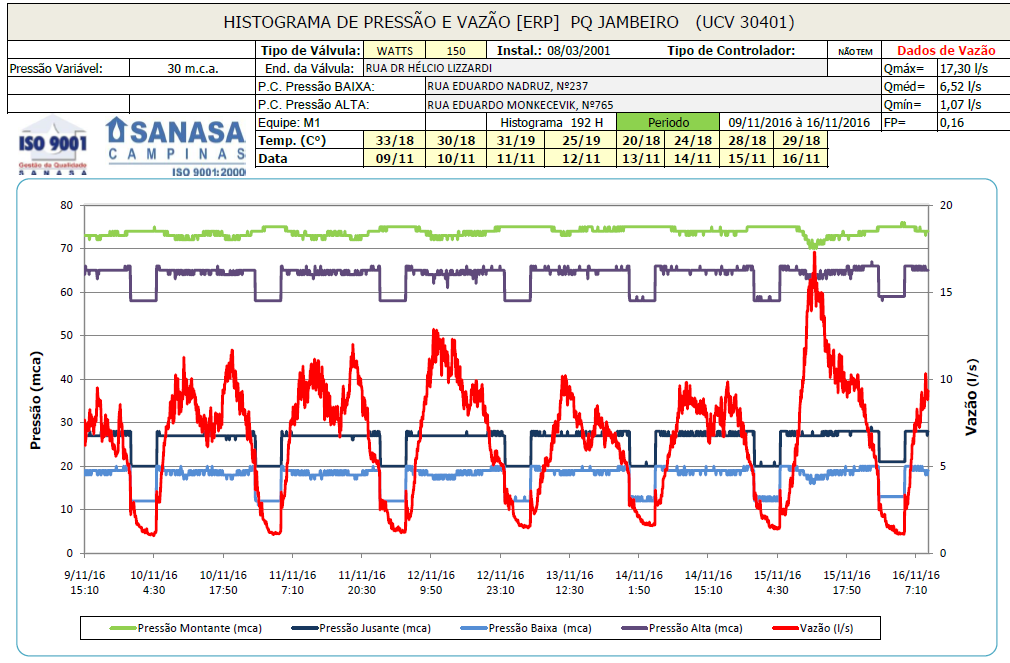 HISTOGRAMA DE PRESSÃO E VAZÃO [ERP] PQ JAMBEIRO (UCV 30401)
Tipo de Válvula: WATTS 150 Instal.: 08/03/2001 Tipo de Controlador: NÃO TEM Dados de Vazão
Pressão Variável: 30 m.c.a. End. da Válvula: RUA DR HÉLCIO LIZZARDI Qmáx= 17,30 l/s
P.C. Pressão BAIXA: RUA EDUARDO NADRUZ, Nº237 Qméd= 6,52 l/s
P.C. Pressão ALTA: RUA EDUARDO MONKECEVIK, Nº765 Qmín= 1,07 l/s
Equipe: M1 Histograma 192 H Período 09/11/2016 à 16/11/2016 FP= 0,16
Temp. (Cº) 33/18 30/18 31/19 25/19 20/18 24/18 28/18 29/18
Data 09/11 10/11 11/11 12/11 13/11 14/11 15/11 16/11
ISO 9001
Gestão da Qualidade
SANASA
SANASA
CAMPINAS
ISO 9001:2000
80
70
60
50
40
30
20
10
0
Pressão (mca)
20
15
10
5
0
Vazão (l/s)
9/11/16 10/11/16 10/11/16 11/11/16 11/11/16 12/11/16 12/11/16 13/11/16 14/11/16 14/11/16 15/11/16 15/11/16 16/11/16
15:10 4:30 17:50 7:10 20:30 9:50 23:10 12:30 1:50 15:10 4:30 17:50 7:10
Pressão Montante (mca) Pressão Jusante (mca) Pressão Baixa (mca) Pressão Alta (mca) Vazão (l/s)